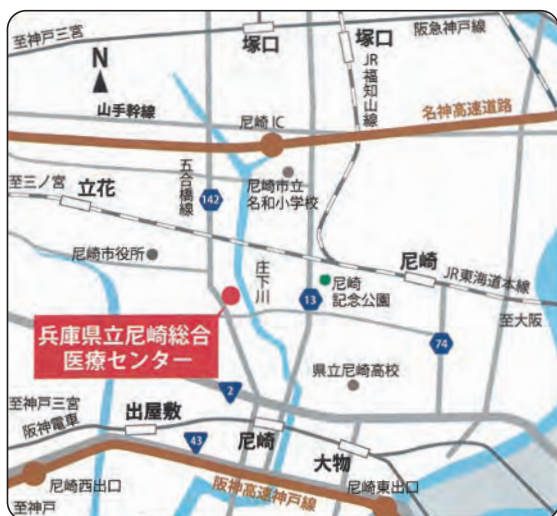 至神戸三宮
塚口
塚口
阪急神戸線
N
JR福知山線
山手幹線
名神高速道路
尼崎IC
五合橋線
尼崎市立
名和小学校
至三ノ宮
立花
142
尼崎市役所
庄下川
尼崎
JR東海道本線
尼崎
記念公園
13
至大阪
兵庫県立尼崎総合
医療センター
74
県立尼崎高校
2
至神戸三宮
阪神電車
出屋敷
43
尼崎
大物
尼崎西出口
阪神高速神戸線
尼崎東出口
至神戸